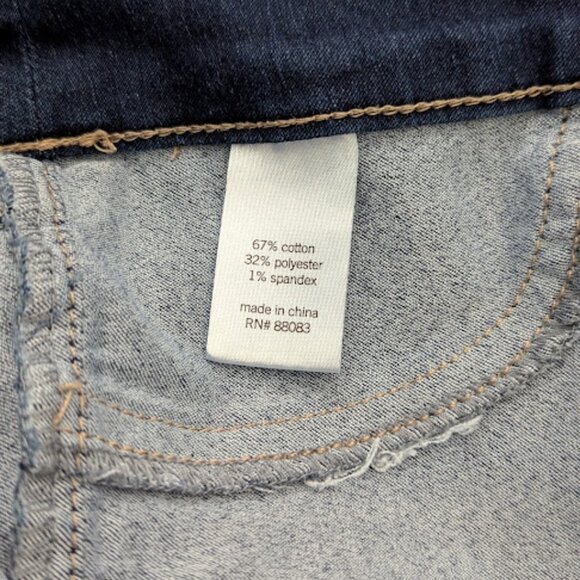 67% cotton
32% polyester
1% spandex
made in china
RN# 88083